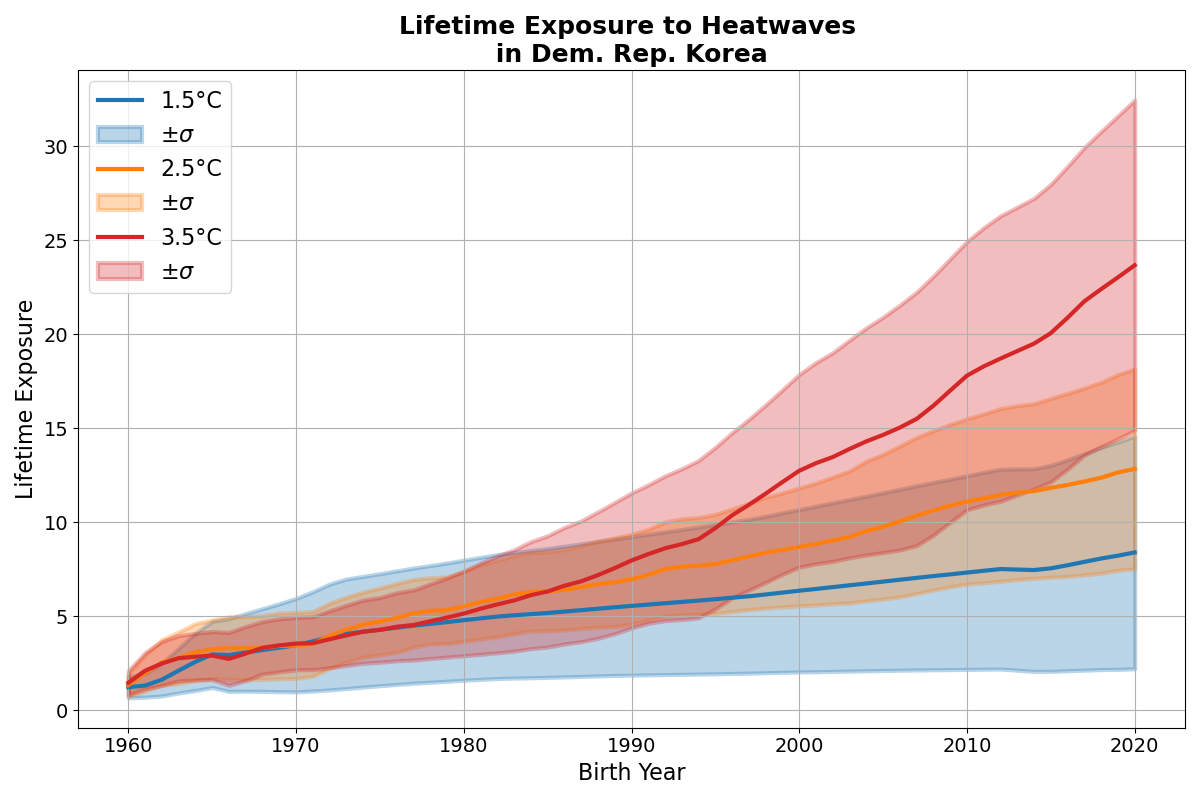 Lifetime Exposure to Heatwaves
in Dem. Rep. Korea
1.5°C
±σ
2.5°C
±σ
3.5°C
±σ
Lifetime Exposure
30
25
20
15
10
5
0
1960 1970 1980 1990 2000 2010 2020
Birth Year